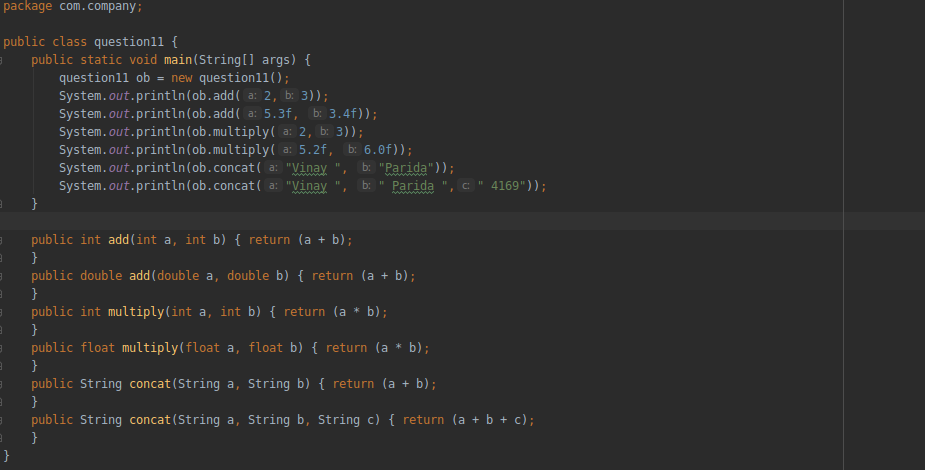 package com.company;
public class question11 {
public static void main(String[] args) {
question11 ob = new question11();
System.out.println(ob.add( a: 2, b: 3));
System.out.println(ob.add( a: 5.3f, b: 3.4f));
System.out.println(ob.multiply( a: 2, b: 3));
System.out.println(ob.multiply( a: 5.2f, b: 6.0f));
System.out.println(ob.concat( a: "Vinay ", b: "Parida"));
System.out.println(ob.concat( a: "Vinay ", b: " Parida ", c: " 4169"));
}
public int add(int a, int b) { return (a + b);
}
public double add(double a, double b) { return (a + b);
}
public int multiply(int a, int b) { return (a * b);
}
public float multiply(float a, float b) { return (a * b);
}
public String concat(String a, String b) { return (a + b);
}
public String concat(String a, String b, String c) { return (a + b + c);
}
}